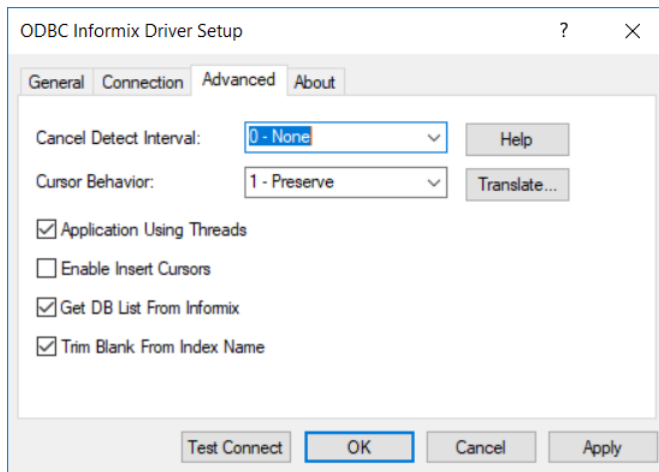 ODBC Informix Driver Setup ?
General Connection Advanced About
Cancel Detect Interval: 0 - None Help
Cursor Behavior: 1 - Preserve Translate...
Application Using Threads
Enable Insert Cursors
Get DB List From Informix
Trim Blank From Index Name
Test Connect OK Cancel Apply